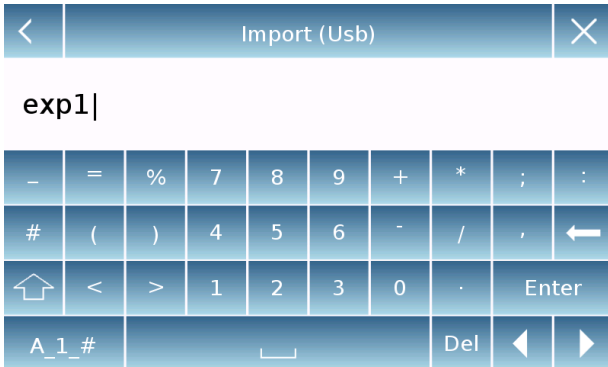 Import (Usb)
exp1
_ = % 7 8 9 + * ; :
# ( ) 4 5 6 - / ,
< > 1 2 3 0 . Enter
A_1_# Del